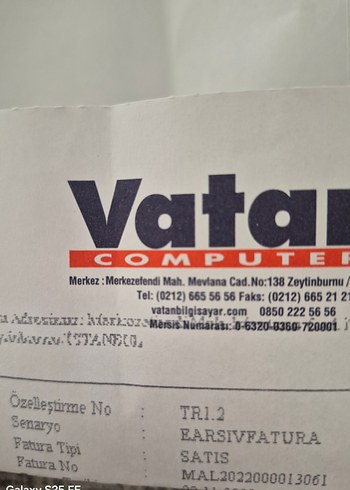 Vatan
COMPUTER
Merkez : Merkezefendi Mah. Mevlana Cad.No:138 Zeytinburnu /
Tel: (0212) 665 56 56 Faks: (0212) 665 21 21
vatanbilgisayar.com 0850 222 56 56
Mersis Numarası: 0-6320-0360-720001
İSTANBUL
Özelleştirme No : TR1.2
Senaryo : EARSIVFATURA
Fatura Tipi : SATIS
Fatura No : MAL2022000013061
Galaxy S25 FE